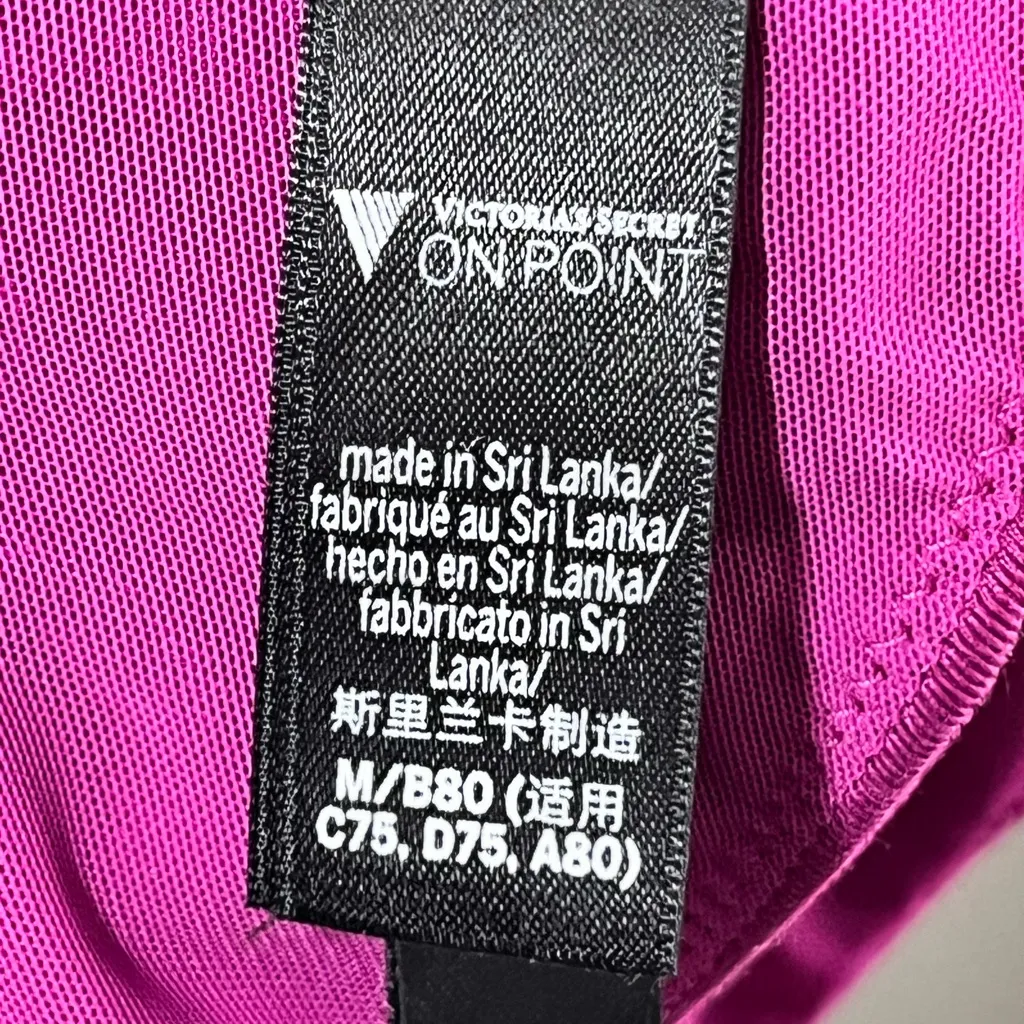 VICTORIA'S SECRET
ON POINT
made in Sri Lanka/
fabriqué au Sri Lanka/
hecho en Sri Lanka/
fabbricato in Sri
Lanka/
斯里兰卡制造
M/B80 (适用
C75, D75, A80)